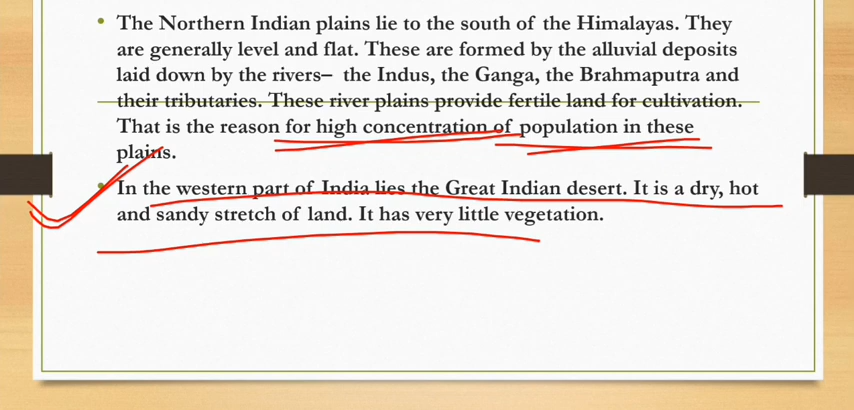 • The Northern Indian plains lie to the south of the Himalayas. They
are generally level and flat. These are formed by the alluvial deposits
laid down by the rivers– the Indus, the Ganga, the Brahmaputra and
their tributaries. These river plains provide fertile land for cultivation.
That is the reason for high concentration of population in these
plains.
• In the western part of India lies the Great Indian desert. It is a dry, hot
and sandy stretch of land. It has very little vegetation.